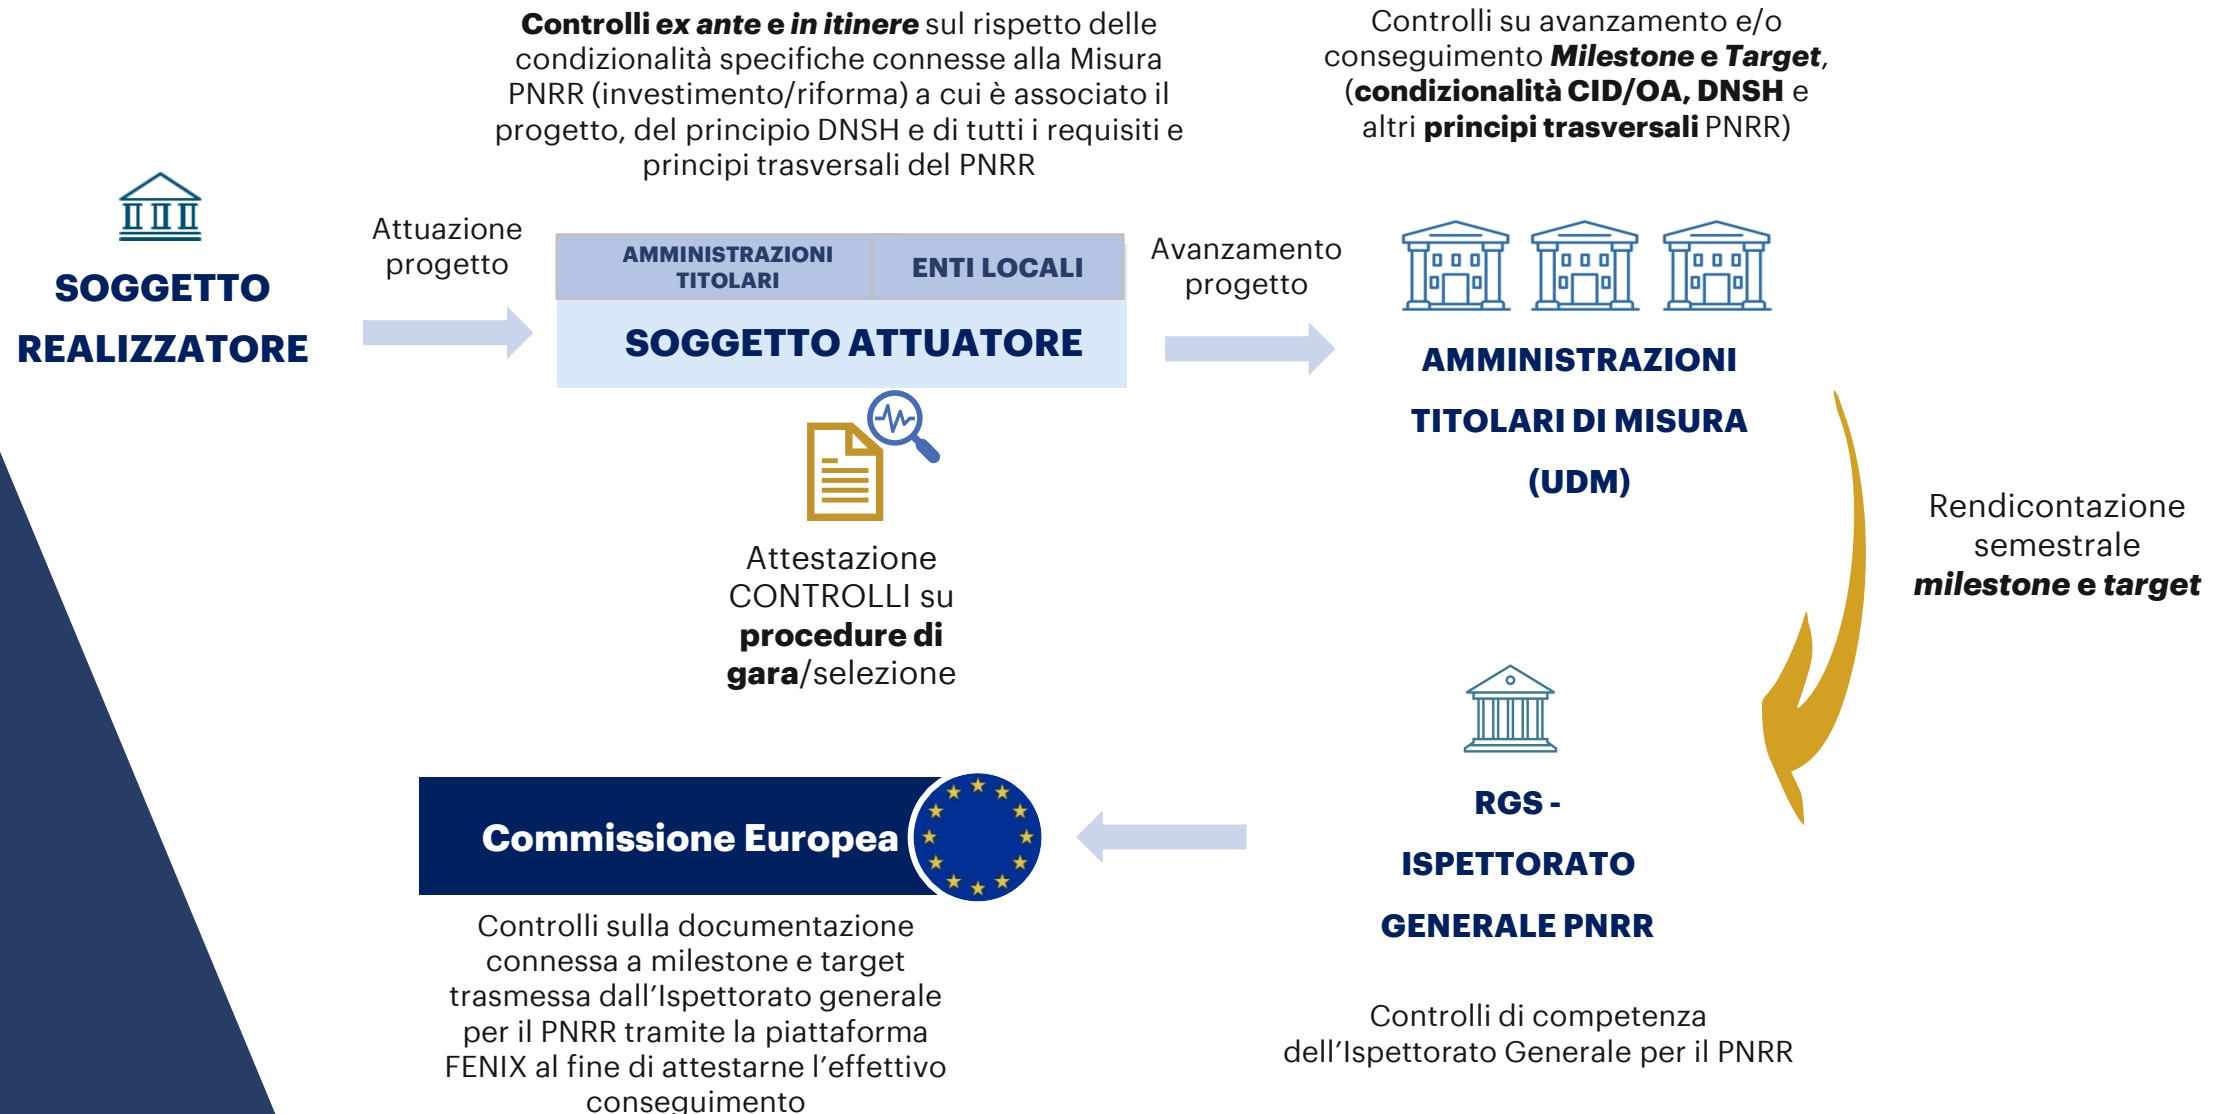 Controlli ex ante e in itinere sul rispetto delle
condizionalità specifiche connesse alla Misura
PNRR (investimento/riforma) a cui è associato il
progetto, del principio DNSH e di tutti i requisiti e
principi trasversali del PNRR
Controlli su avanzamento e/o
conseguimento Milestone e Target,
(condizionalità CID/OA, DNSH e
altri principi trasversali PNRR)
SOGGETTO
REALIZZATORE
Attuazione
progetto
AMMINISTRAZIONI
TITOLARI
ENTI LOCALI
SOGGETTO ATTUATORE
Avanzamento
progetto
AMMINISTRAZIONI
TITOLARI DI MISURA
(UDM)
Attestazione
CONTROLLI su
procedure di
gara/selezione
Rendicontazione
semestrale
milestone e target
RGS -
ISPETTORATO
GENERALE PNRR
Controlli di competenza
dell’Ispettorato Generale per il PNRR
Commissione Europea
Controlli sulla documentazione
connessa a milestone e target
trasmessa dall’Ispettorato generale
per il PNRR tramite la piattaforma
FENIX al fine di attestarne l’effettivo
conseguimento